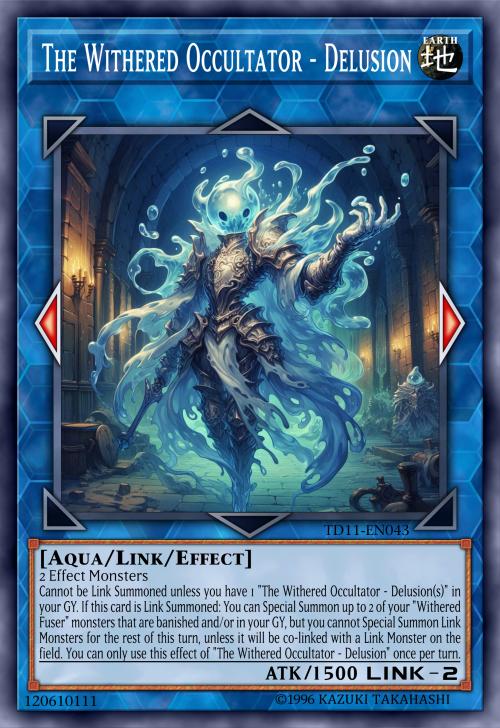 The Withered Occultator - Delusion
EARTH
地
TD11-EN043
[Aqua/Link/Effect]
2 Effect Monsters
Cannot be Link Summoned unless you have 1 "The Withered Occultator - Delusion(s)" in
your GY. If this card is Link Summoned: You can Special Summon up to 2 of your "Withered
Fuser" monsters that are banished and/or in your GY, but you cannot Special Summon Link
Monsters for the rest of this turn, unless it will be co-linked with a Link Monster on the
field. You can only use this effect of "The Withered Occultator - Delusion" once per turn.
ATK/1500 LINK-2
120610111
©1996 KAZUKI TAKAHASHI